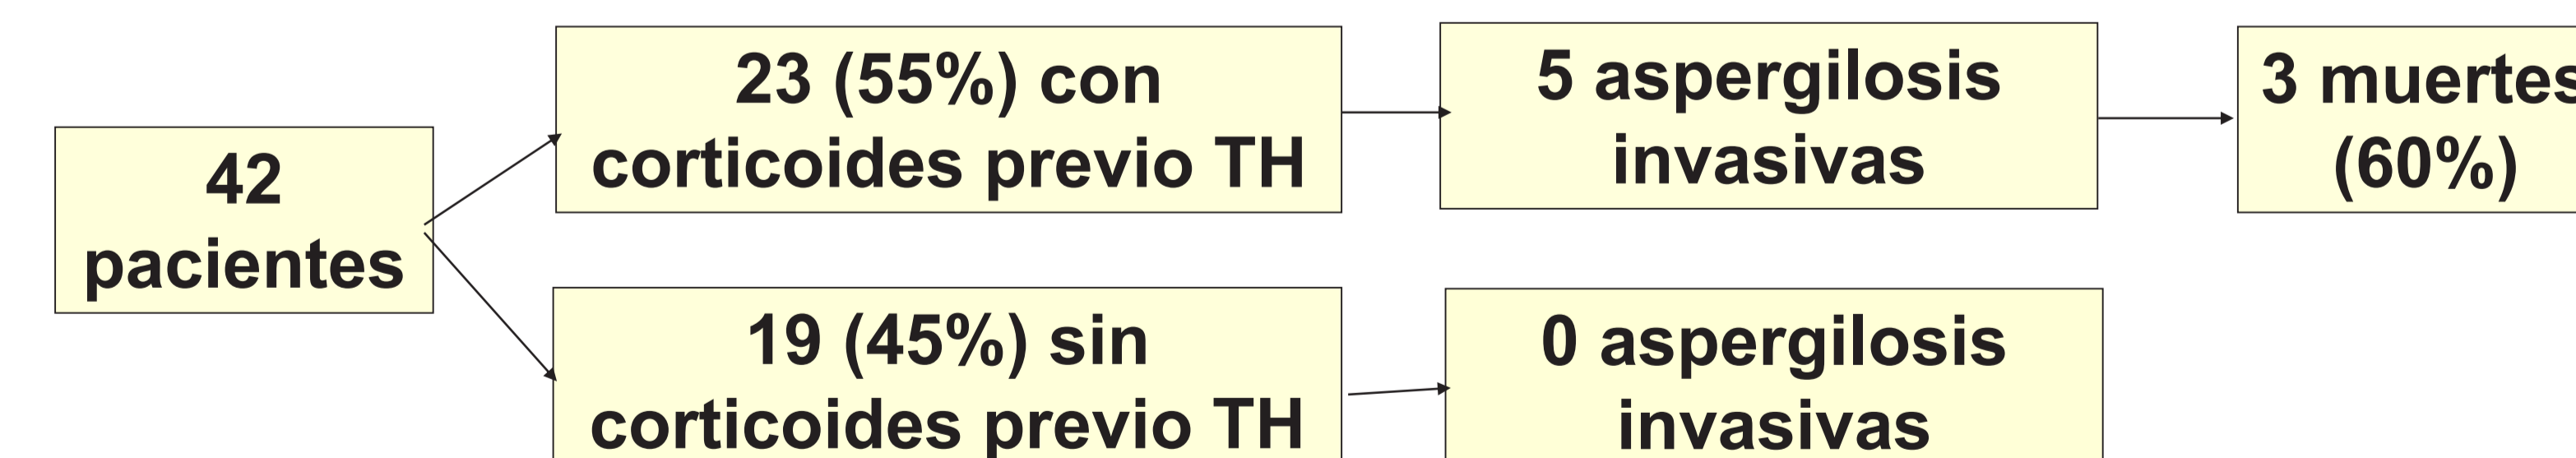 42
pacientes
23 (55%) con
corticoides previo TH
5 aspergilosis
invasivas
3 muertes
(60%)
19 (45%) sin
corticoides previo TH
0 aspergilosis
invasivas